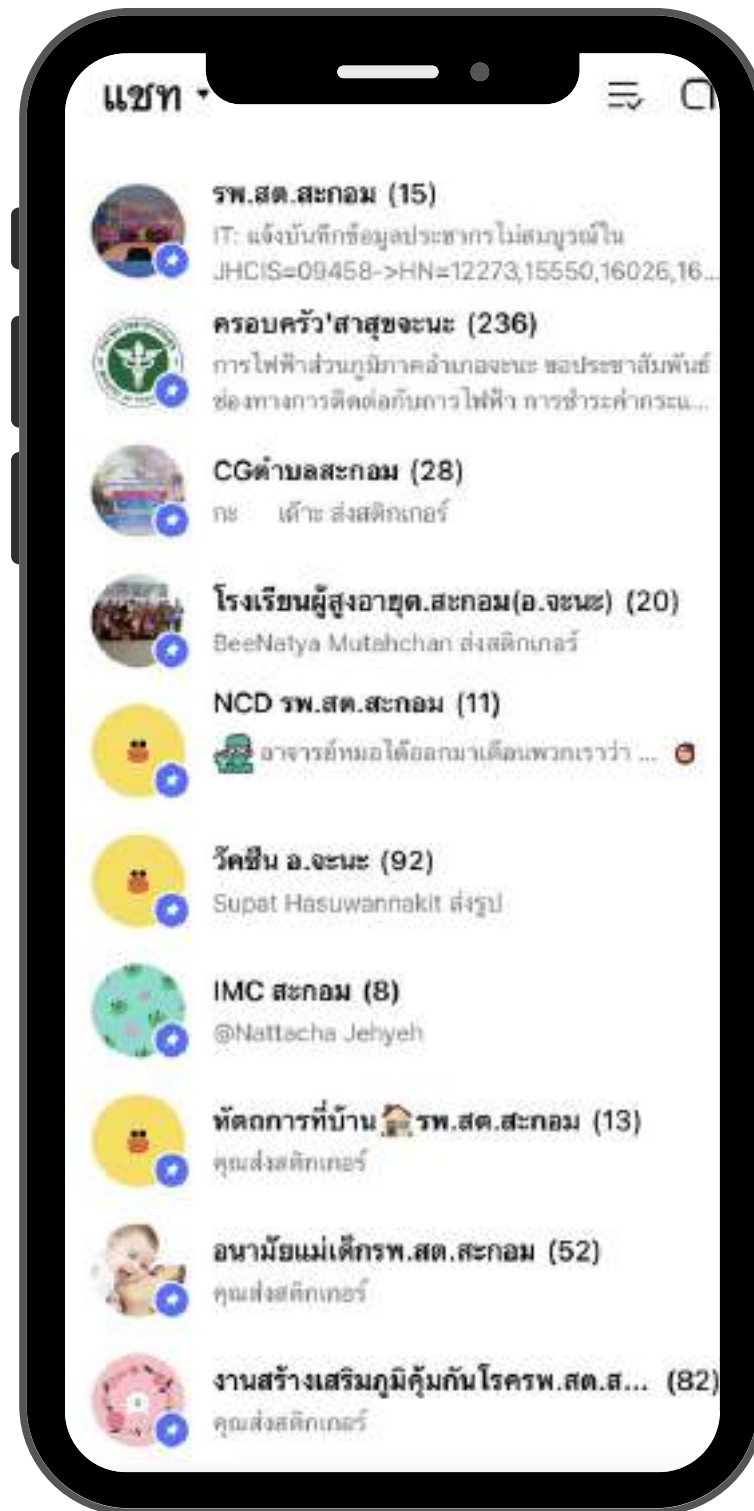 แชท
รพ.สต.สะกอม (15)
IT: แจ้งบันทึกข้อมูลประชากรไม่สมบูรณ์ใน
JHCIS=09458->HN=12273,15550,16026,16...
ครอบครัว'สาสุขจะนะ (236)
การไฟฟ้าส่วนภูมิภาคอำเภอจะนะ ขอประชาสัมพันธ์
ช่องทางการติดต่อกับการไฟฟ้า การชำระค่ากระแ...
CGตำบลสะกอม (28)
กะ เด๊าะ ส่งสติกเกอร์
โรงเรียนผู้สูงอายุต.สะกอม(อ.จะนะ) (20)
BeeNatya Mutahchan ส่งสติกเกอร์
NCD รพ.สต.สะกอม (11)
อาจารย์หมอได้ออกมาเตือนพวกเราว่า ...
วัคซีน อ.จะนะ (92)
Supat Hasuwannakit ส่งรูป
IMC สะกอม (8)
@Nattacha Jehyeh
หัตถการที่บ้าน🏠รพ.สต.สะกอม (13)
คุณส่งสติกเกอร์
อนามัยแม่เด็กรพ.สต.สะกอม (52)
คุณส่งสติกเกอร์
งานสร้างเสริมภูมิคุ้มกันโรครพ.สต.ส... (82)
คุณส่งสติกเกอร์